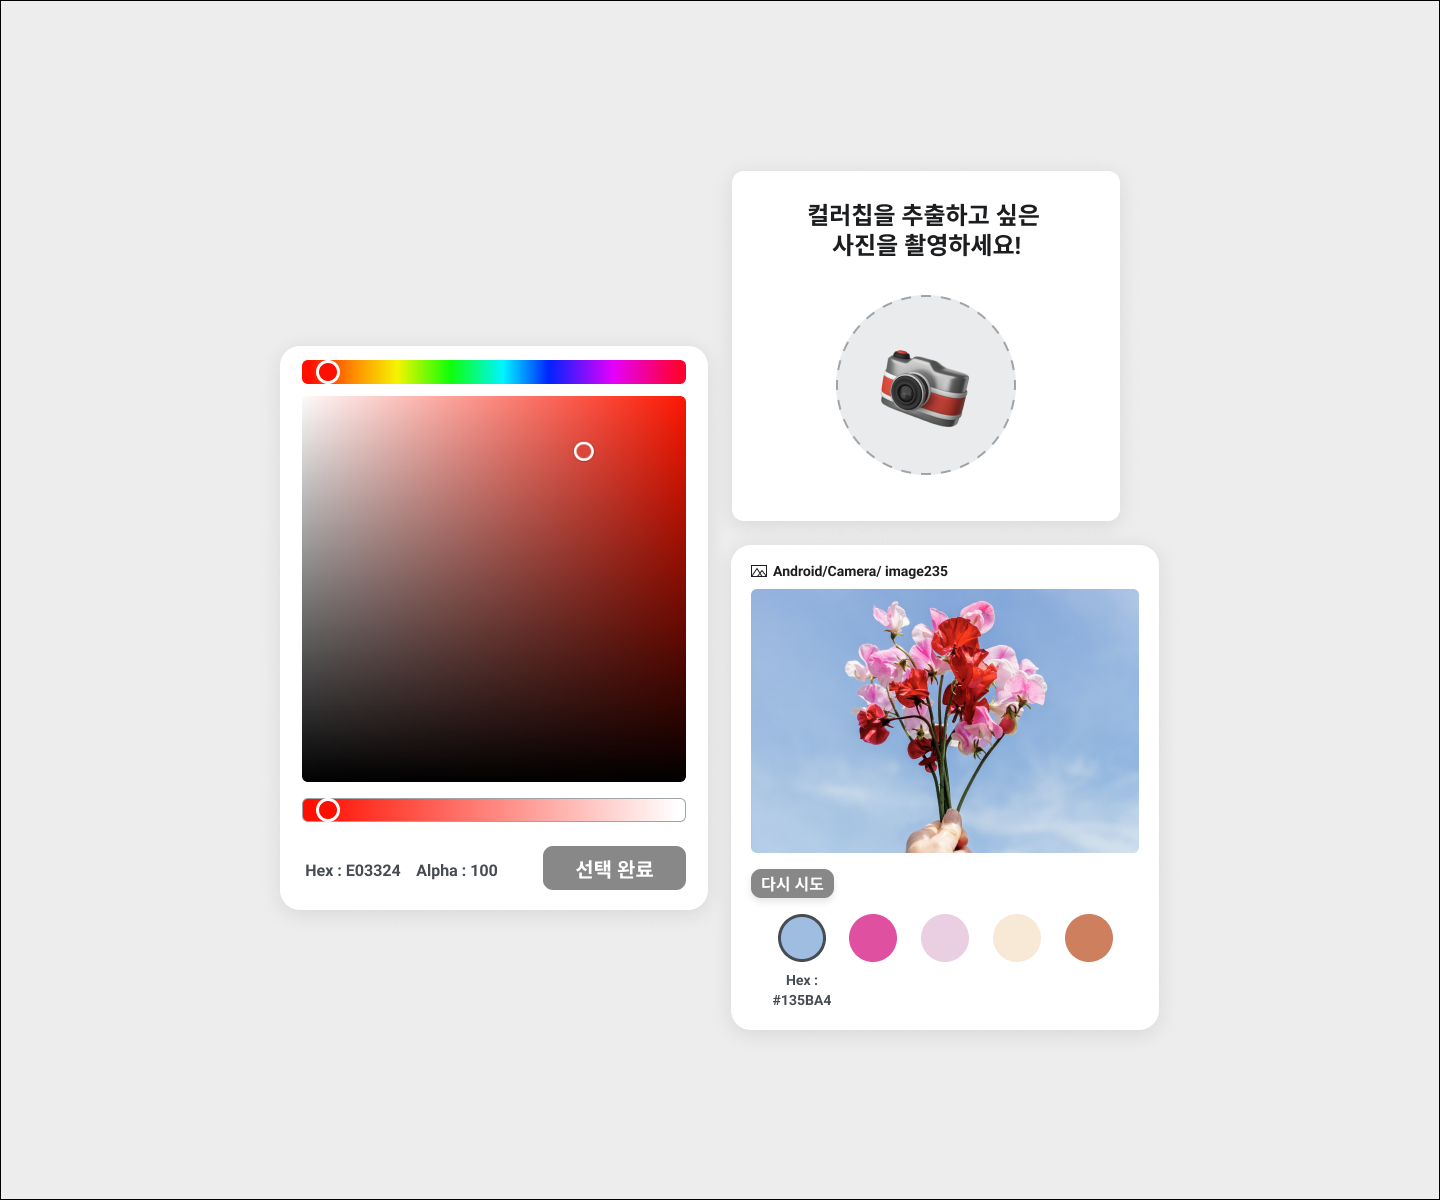 컬러칩을 추출하고 싶은
사진을 촬영하세요!
Hex : E03324 Alpha : 100
선택 완료
Android/Camera/ image235
다시 시도
Hex :
#135BA4